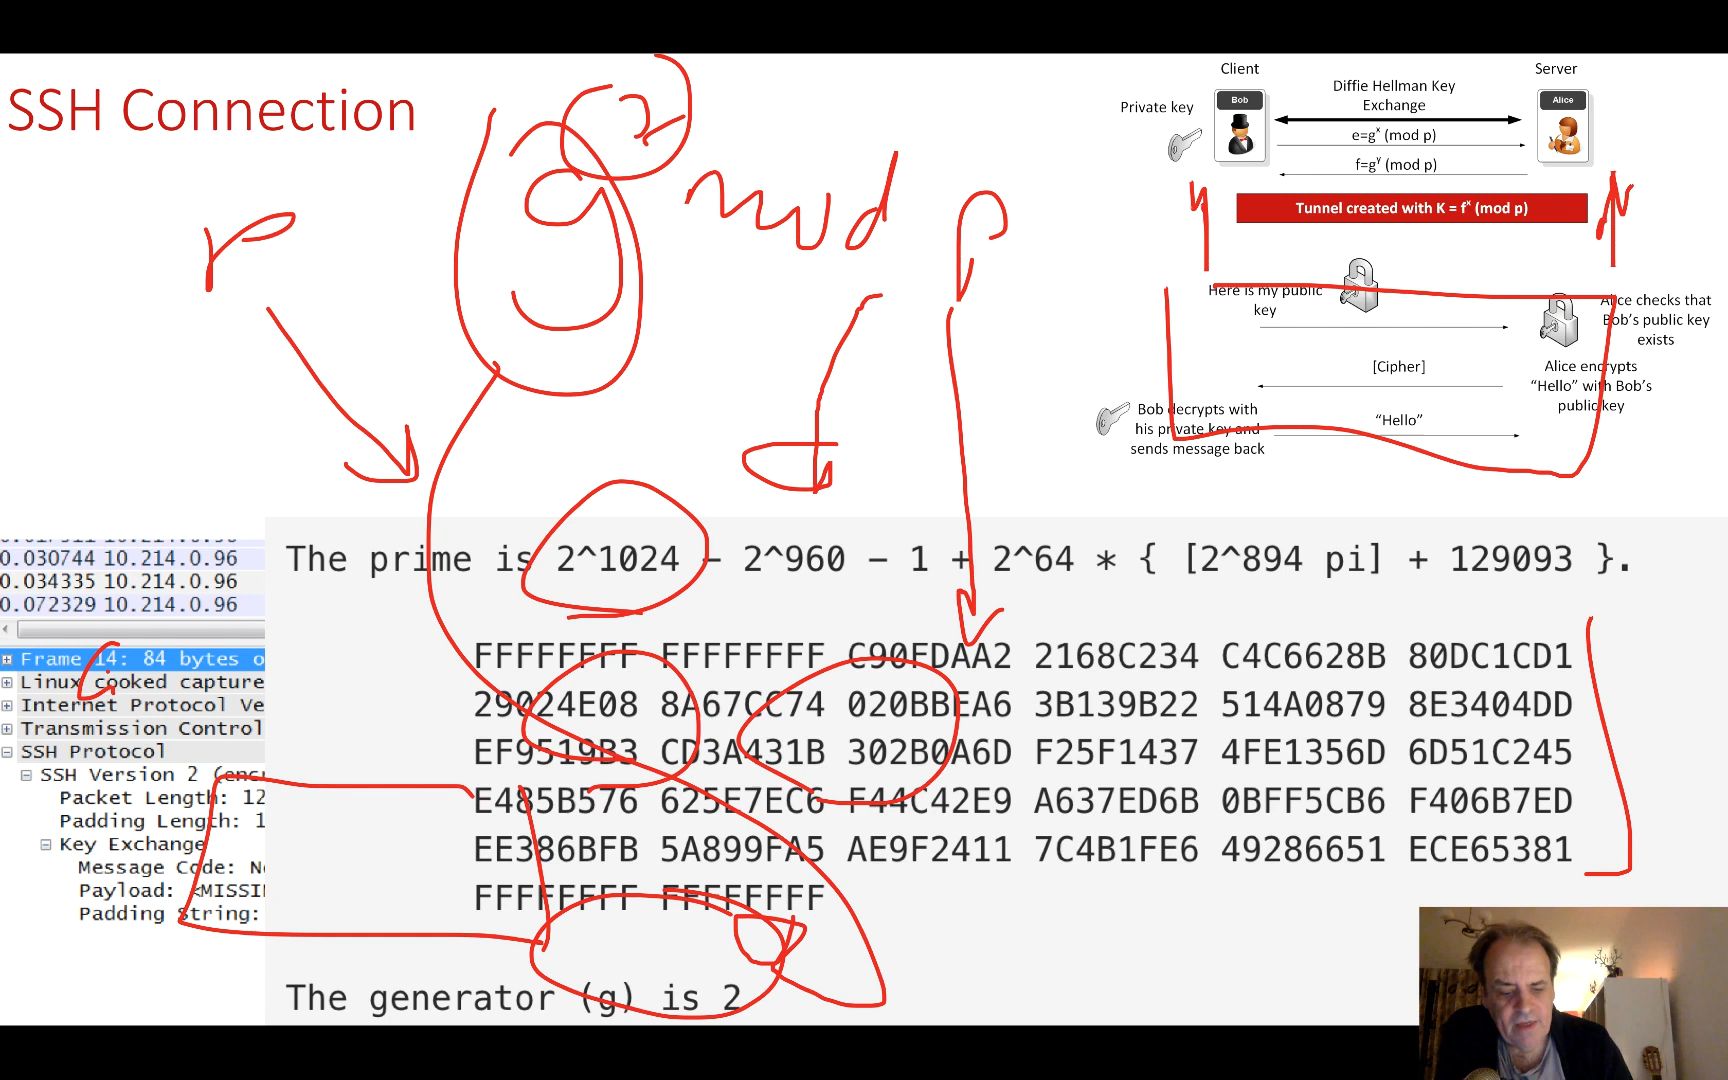 SSH Connection
Client
Server
Private key
Bob
Alice
Diffie Hellman Key
Exchange
e=gˣ (mod p)
f=gʸ (mod p)
Tunnel created with K = fˣ (mod p)
Here is my public
key
Alice checks that
Bob's public key
exists
[Cipher]
Alice encrypts
"Hello" with Bob's
public key
Bob decrypts with
his private key and
sends message back
"Hello"
g mod p
0.030744 10.214.0.96
0.034335 10.214.0.96
0.072329 10.214.0.96
Frame 14: 84 bytes o
Linux cooked capture
Internet Protocol Ve
Transmission Control
SSH Protocol
SSH Version 2 (encr
Packet Length: 12
Padding Length: 1
Key Exchange
Message Code: Ne
Payload: <MISSI
Padding String:
The prime is 2^1024 - 2^960 - 1 + 2^64 * { [2^894 pi] + 129093 }.
FFFFFFFF FFFFFFFF C90FDAA2 2168C234 C4C6628B 80DC1CD1
29024E08 8A67CC74 020BBEA6 3B139B22 514A0879 8E3404DD
EF9519B3 CD3A431B 302B0A6D F25F1437 4FE1356D 6D51C245
E485B576 625E7EC6 F44C42E9 A637ED6B 0BFF5CB6 F406B7ED
EE386BFB 5A899FA5 AE9F2411 7C4B1FE6 49286651 ECE65381
FFFFFFFF FFFFFFFF
The generator (g) is 2